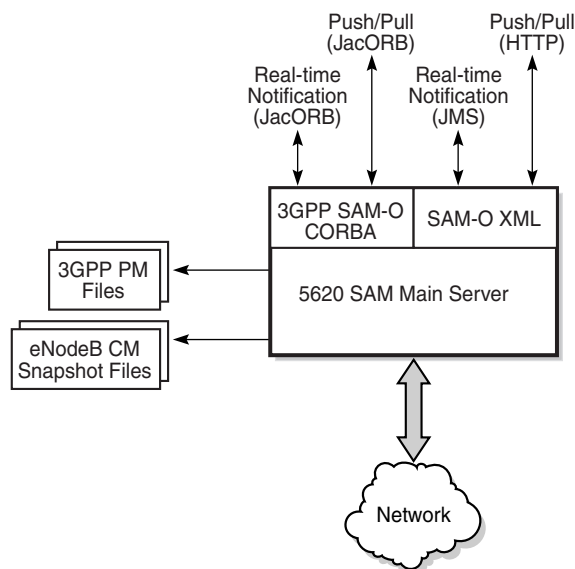 Push/Pull
(JacORB)
Push/Pull
(HTTP)
Real-time
Notification
(JacORB)
Real-time
Notification
(JMS)
3GPP SAM-O
CORBA
SAM-O XML
3GPP PM
Files
5620 SAM Main Server
eNodeB CM
Snapshot Files
Network